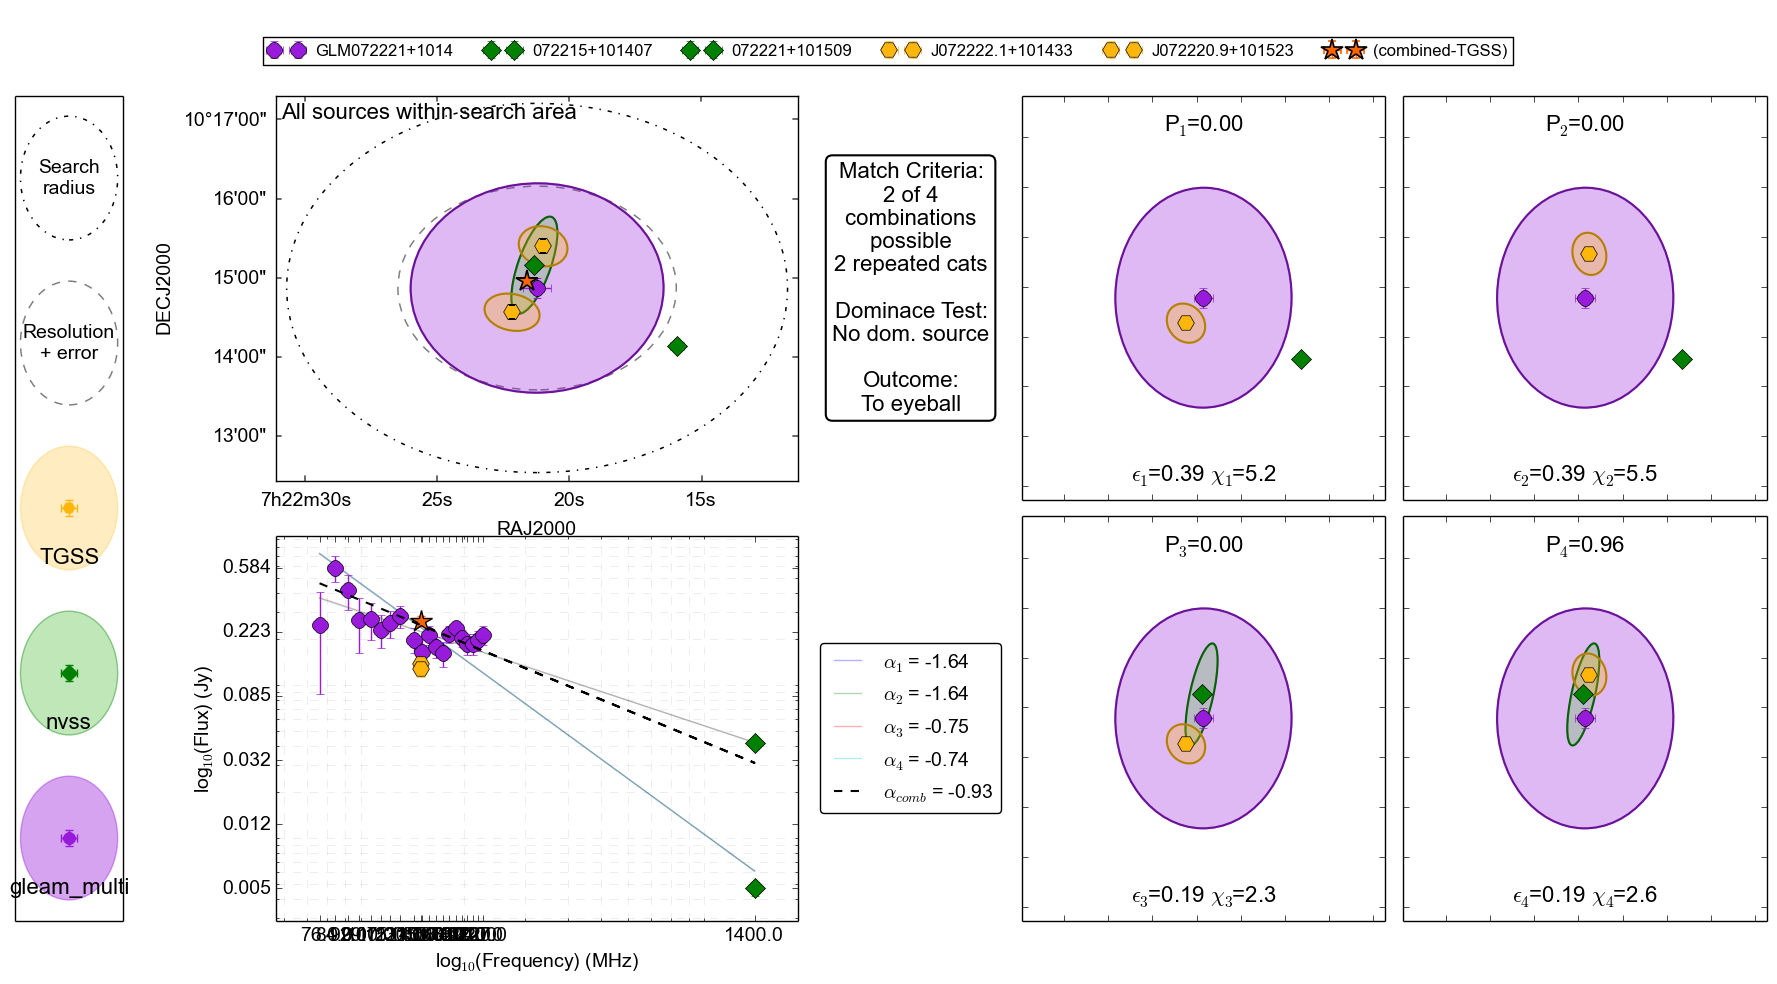 GLM072221+1014
072215+101407
072221+101509
J072222.1+101433
J072220.9+101523
(combined-TGSS)
Search
radius
Resolution
+ error
TGSS
nvss
gleam_multi
All sources within search area
10°17'00"
16'00"
15'00"
14'00"
13'00"
DECJ2000
7h22m30s
25s
20s
15s
RAJ2000
Match Criteria:
2 of 4
combinations
possible
2 repeated cats
Dominace Test:
No dom. source
Outcome:
To eyeball
P1=0.00
ϵ1=0.39 χ1=5.2
P2=0.00
ϵ2=0.39 χ2=5.5
P3=0.00
ϵ3=0.19 χ3=2.3
P4=0.96
ϵ4=0.19 χ4=2.6
0.584
0.223
0.085
0.032
0.012
0.005
log10(Flux) (Jy)
1400.0
log10(Frequency) (MHz)
α1 = -1.64
α2 = -1.64
α3 = -0.75
α4 = -0.74
αcomb = -0.93